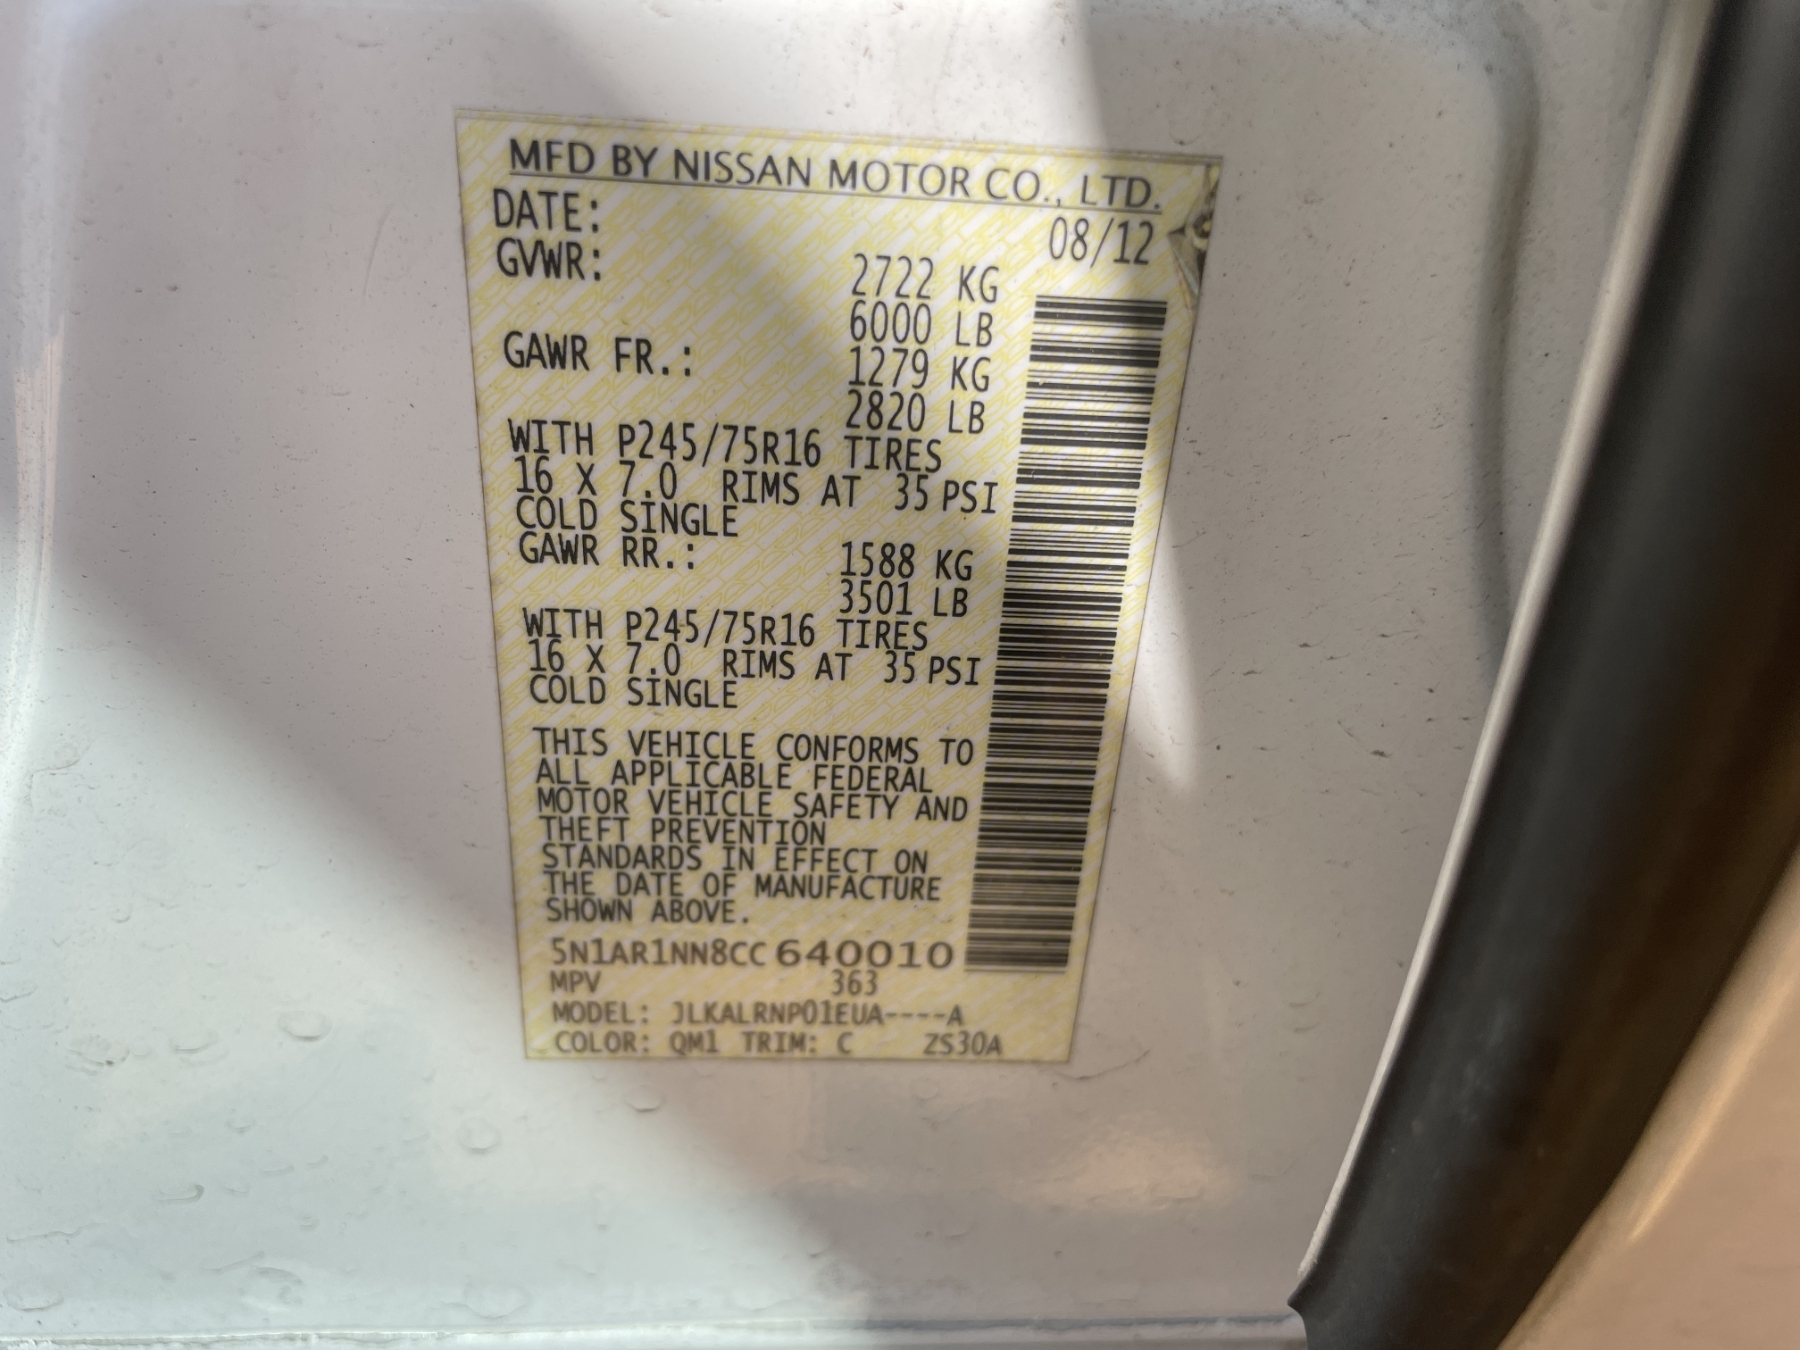 MFD BY NISSAN MOTOR CO., LTD.
DATE: 08/12
GVWR: 2722 KG
6000 LB
GAWR FR.: 1279 KG
2820 LB
WITH P245/75R16 TIRES
16 X 7.0 RIMS AT 35 PSI
COLD SINGLE
GAWR RR.: 1588 KG
3501 LB
WITH P245/75R16 TIRES
16 X 7.0 RIMS AT 35 PSI
COLD SINGLE
THIS VEHICLE CONFORMS TO
ALL APPLICABLE FEDERAL
MOTOR VEHICLE SAFETY AND
THEFT PREVENTION
STANDARDS IN EFFECT ON
THE DATE OF MANUFACTURE
SHOWN ABOVE.
5N1AR1NN8CC 640010
MPV 363
MODEL: JLKALRNP01EUA----A
COLOR: QM1 TRIM: C ZS30A